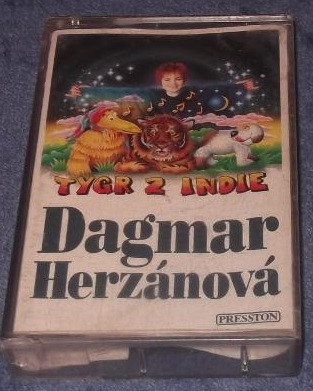 TYGR Z INDIE
Dagmar
Herzánová
PRESSTON